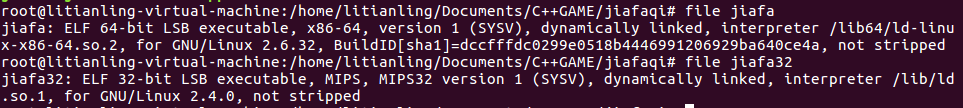 root@litianling-virtual-machine:/home/litianling/Documents/C++GAME/jiafaqi# file jiafa
jiafa: ELF 64-bit LSB executable, x86-64, version 1 (SYSV), dynamically linked, interpreter /lib64/ld-linu
x-x86-64.so.2, for GNU/Linux 2.6.32, BuildID[sha1]=dccfffdc0299e0518b4446991206929ba640ce4a, not stripped
root@litianling-virtual-machine:/home/litianling/Documents/C++GAME/jiafaqi# file jiafa32
jiafa32: ELF 32-bit LSB executable, MIPS, MIPS32 version 1 (SYSV), dynamically linked, interpreter /lib/ld
.so.1, for GNU/Linux 2.4.0, not stripped